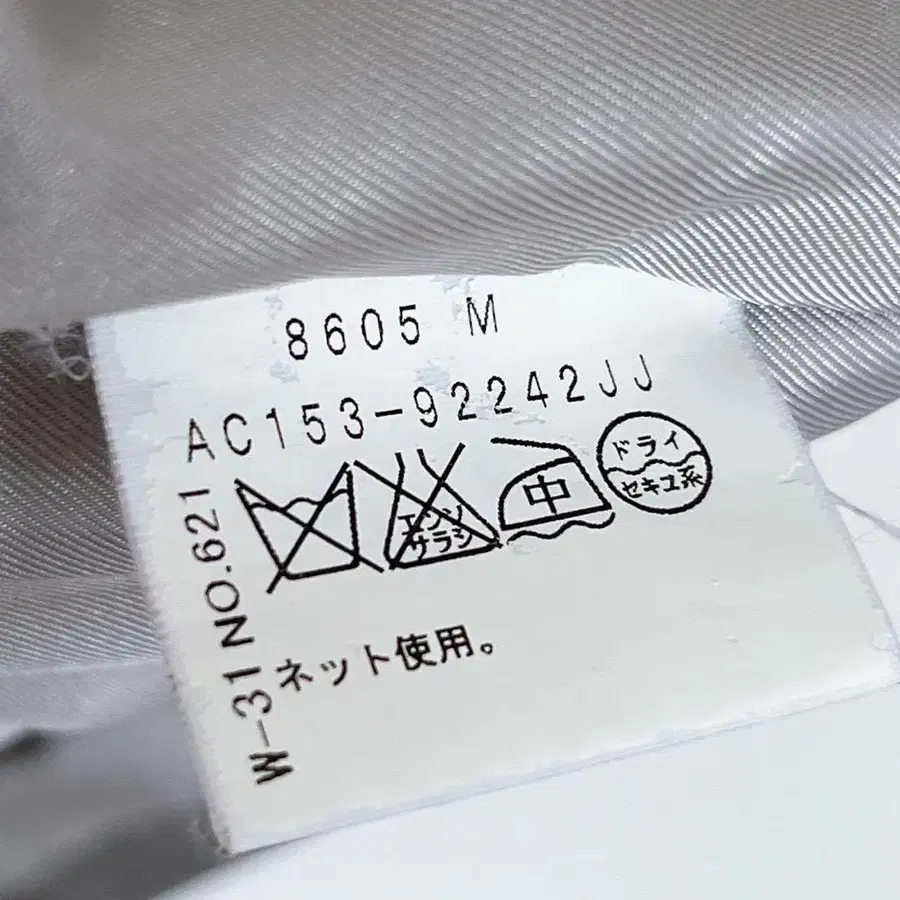 8605 M
AC153-92242JJ
エンソ
サラシ
中
ドライ
セキユ系
ネット使用。
W-31 NO.621